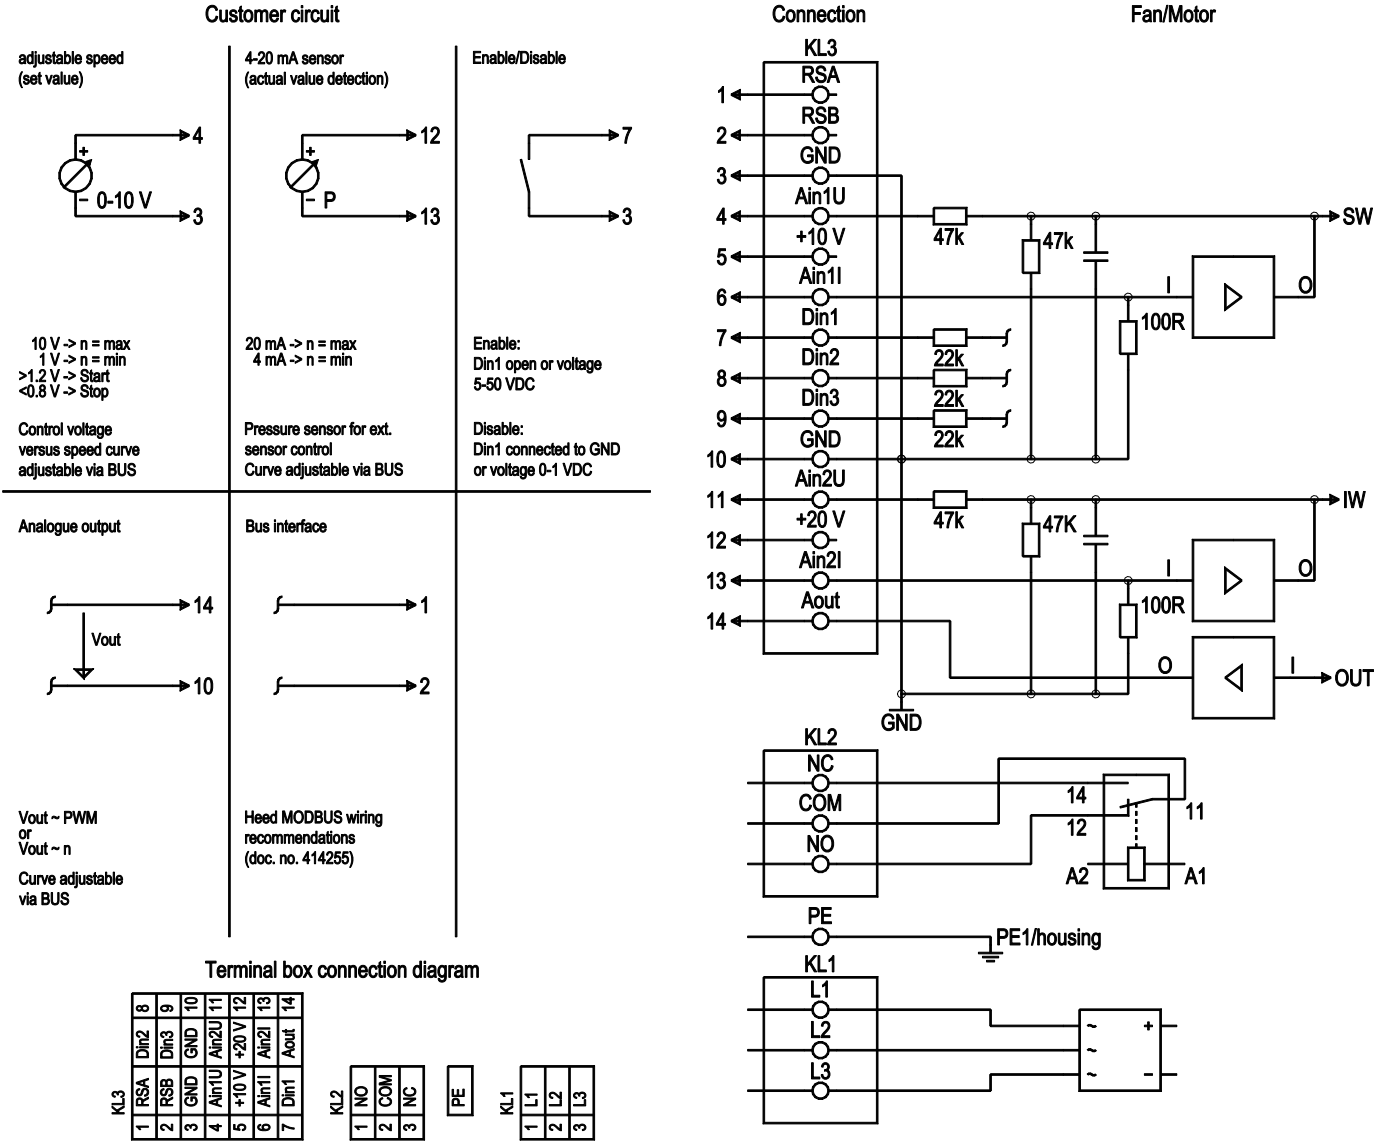 Customer circuit
adjustable speed
(set value)
4
+
0-10 V
−
3
10 V -> n = max
1 V -> n = min
>1.2 V -> Start
<0.8 V -> Stop
Control voltage
versus speed curve
adjustable via BUS
4-20 mA sensor
(actual value detection)
12
+
P
−
13
20 mA -> n = max
4 mA -> n = min
Pressure sensor for ext.
sensor control
Curve adjustable via BUS
Enable/Disable
7
3
Enable:
Din1 open or voltage
5-50 VDC
Disable:
Din1 connected to GND
or voltage 0-1 VDC
Analogue output
14
Vout
10
Vout ~ PWM
or
Vout ~ n
Curve adjustable
via BUS
Bus interface
1
2
Heed MODBUS wiring
recommendations
(doc. no. 414255)
Connection
Fan/Motor
KL3
RSA
1
RSB
2
GND
3
Ain1U
4
47k
47k
SW
+10 V
5
Ain1I
6
I
O
100R
Din1
7
22k
Din2
8
22k
Din3
9
22k
GND
10
Ain2U
11
47k
47K
IW
+20 V
12
Ain2I
13
I
O
100R
Aout
14
O
I
OUT
GND
KL2
NC
COM
NO
14
12
11
A2
A1
PE
PE1/housing
KL1
L1
L2
L3
~
~
~
+
−
Terminal box connection diagram
KL3
8 9 10 11 12 13 14
Din2 Din3 GND Ain2U +20 V Ain2I Aout
RSA RSB GND Ain1U +10 V Ain1I Din1
1 2 3 4 5 6 7
KL2
NO COM NC
1 2 3
PE
KL1
L1 L2 L3
1 2 3